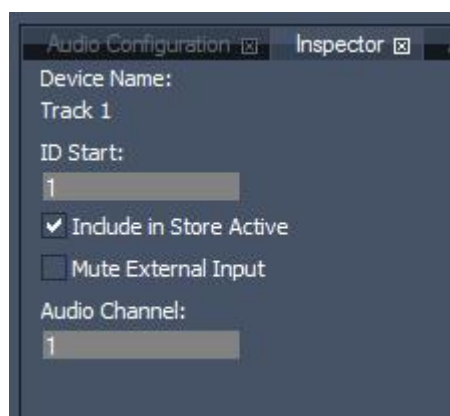 Audio Configuration Inspector
Device Name:
Track 1
ID Start:
1
Include in Store Active
Mute External Input
Audio Channel:
1